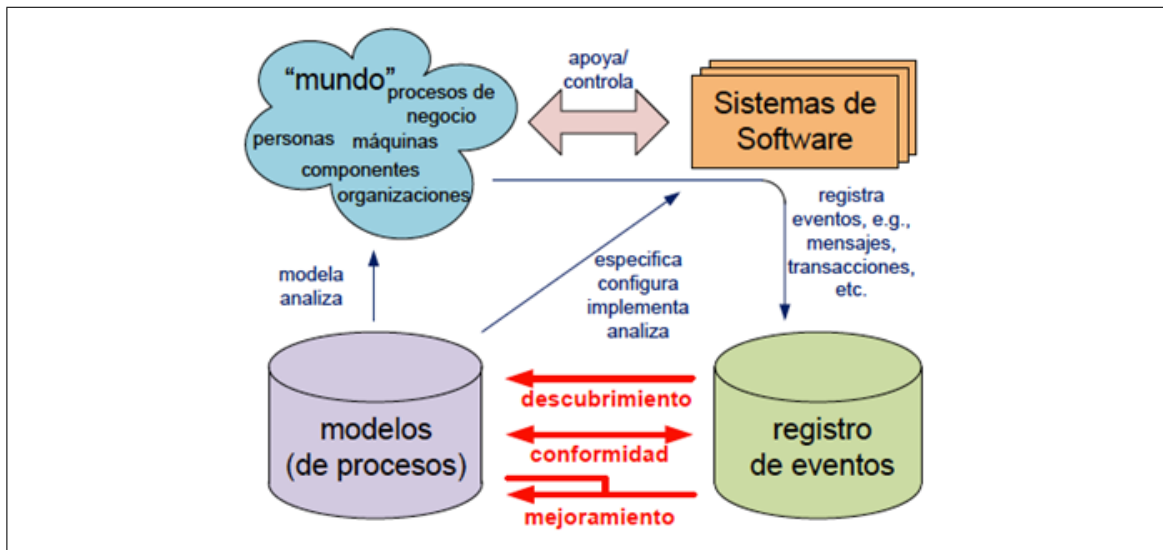 “mundo”
procesos de
negocio
personas
máquinas
componentes
organizaciones
apoya/
controla
Sistemas de
Software
registra
eventos, e.g.,
mensajes,
transacciones,
etc.
modela
analiza
especifica
configura
implementa
analiza
modelos
(de procesos)
descubrimiento
conformidad
mejoramiento
registro
de eventos